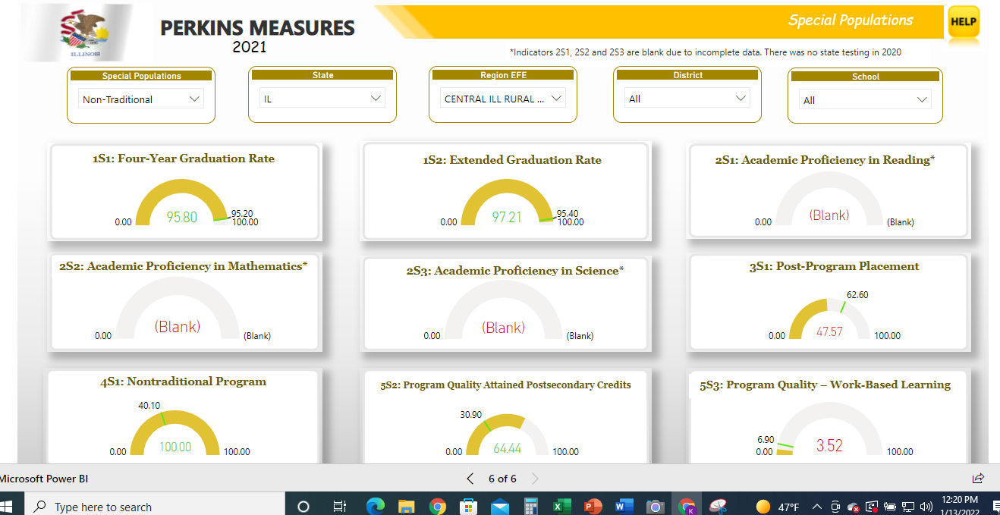 ILLINOIS
PERKINS MEASURES
2021
Special Populations
HELP
*Indicators 2S1, 2S2 and 2S3 are blank due to incomplete data. There was no state testing in 2020
Special Populations
Non-Traditional
State
IL
Region EFE
CENTRAL ILL RURAL ...
District
All
School
All
1S1: Four-Year Graduation Rate
95.80
0.00
95.20
100.00
1S2: Extended Graduation Rate
97.21
0.00
95.40
100.00
2S1: Academic Proficiency in Reading*
(Blank)
0.00
(Blank)
2S2: Academic Proficiency in Mathematics*
(Blank)
0.00
(Blank)
2S3: Academic Proficiency in Science*
(Blank)
0.00
(Blank)
3S1: Post-Program Placement
62.60
47.57
0.00
100.00
4S1: Nontraditional Program
40.10
100.00
0.00
100.00
5S2: Program Quality Attained Postsecondary Credits
30.90
64.44
0.00
100.00
5S3: Program Quality – Work-Based Learning
6.90
3.52
0.00
100.00
Microsoft Power BI
6 of 6
Type here to search
47°F
12:20 PM
1/13/2022